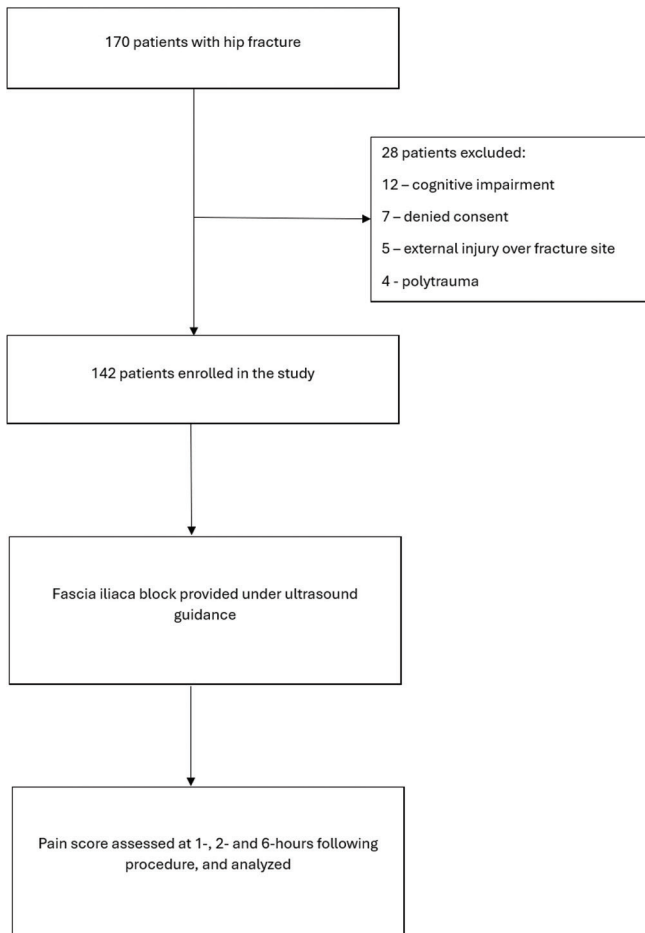 170 patients with hip fracture
28 patients excluded:
12 – cognitive impairment
7 – denied consent
5 – external injury over fracture site
4 - polytrauma
142 patients enrolled in the study
Fascia iliaca block provided under ultrasound
guidance
Pain score assessed at 1-, 2- and 6-hours following
procedure, and analyzed